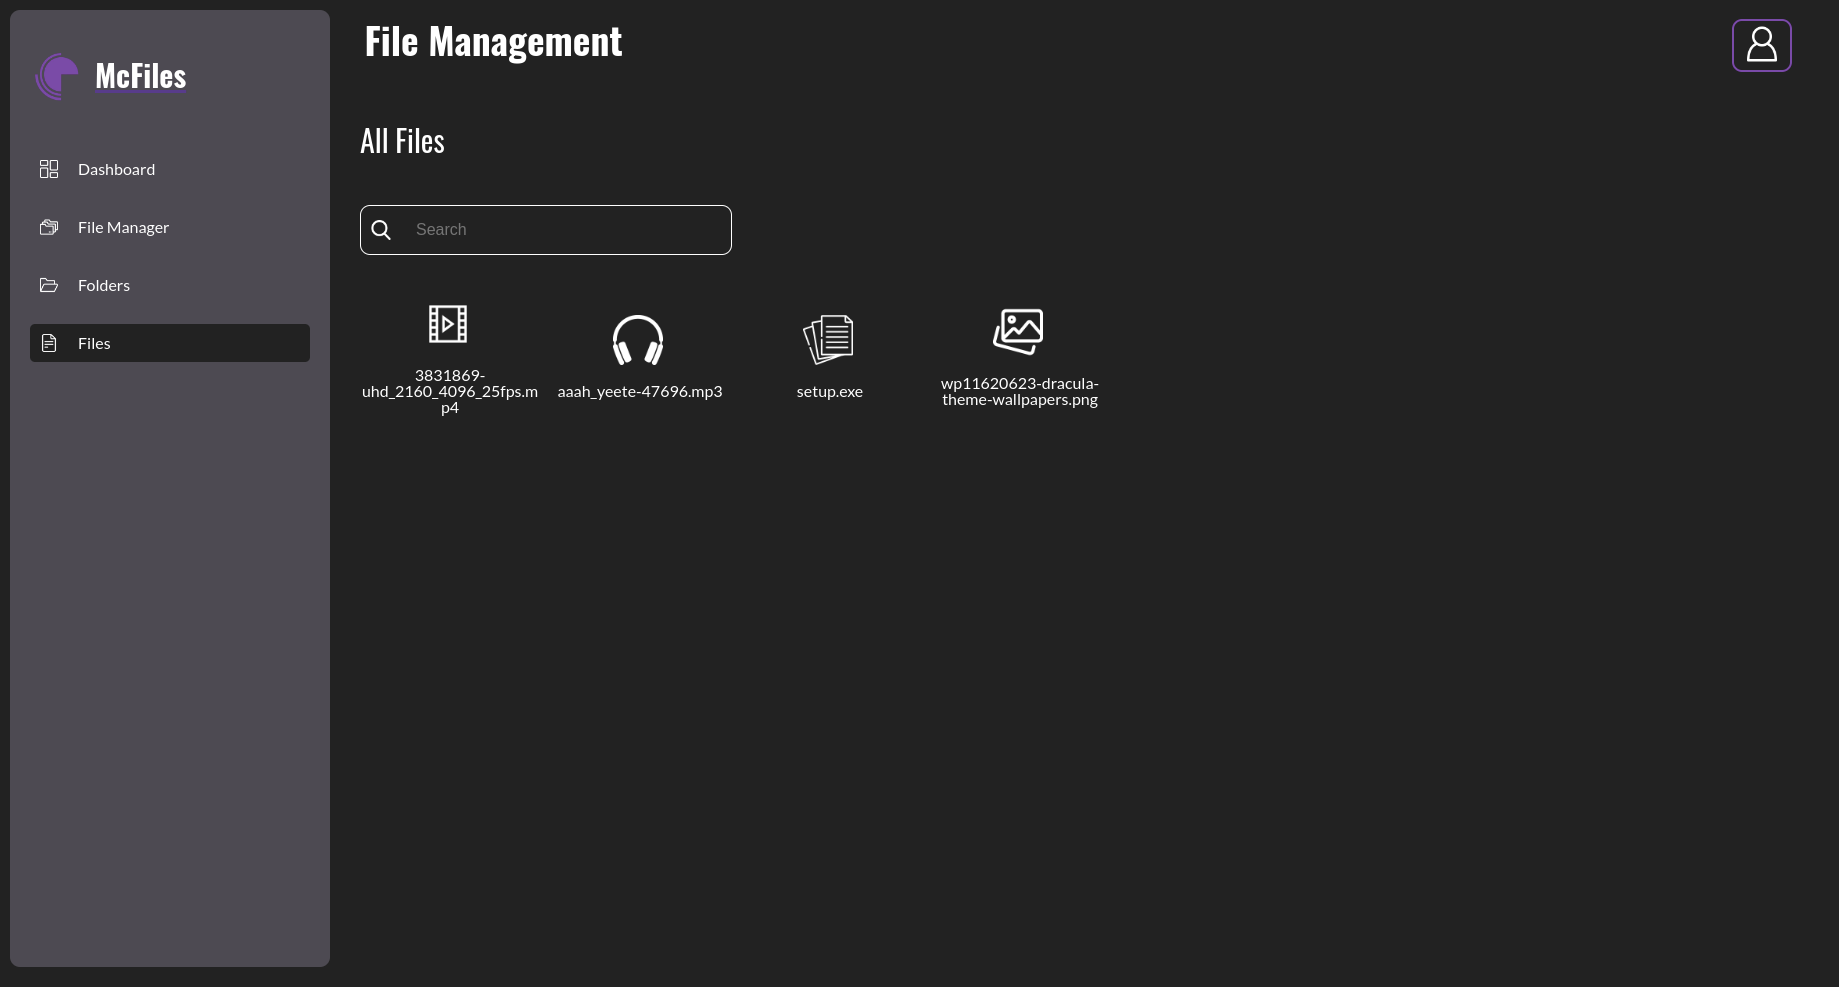 McFiles
Dashboard
File Manager
Folders
Files
File Management
All Files
Search
3831869-
uhd_2160_4096_25fps.m
p4
aaah_yeete-47696.mp3
setup.exe
wp11620623-dracula-
theme-wallpapers.png